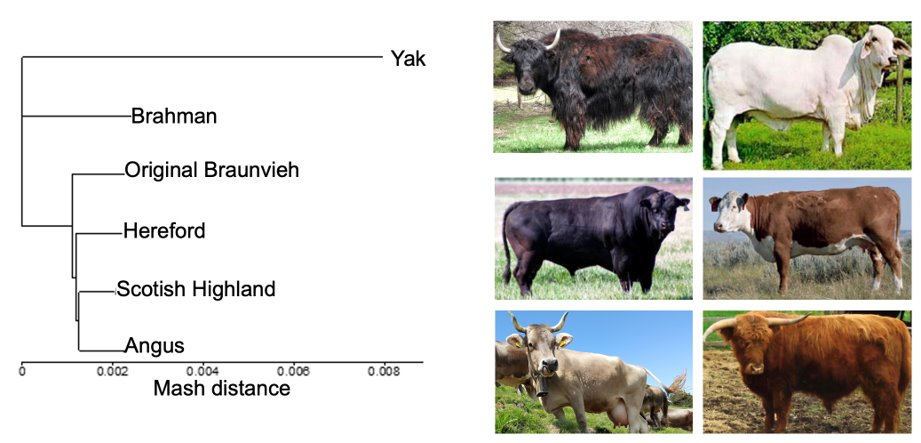 Yak
Brahman
Original Braunvieh
Hereford
Scotish Highland
Angus
0 0.002 0.004 0.006 0.008
Mash distance